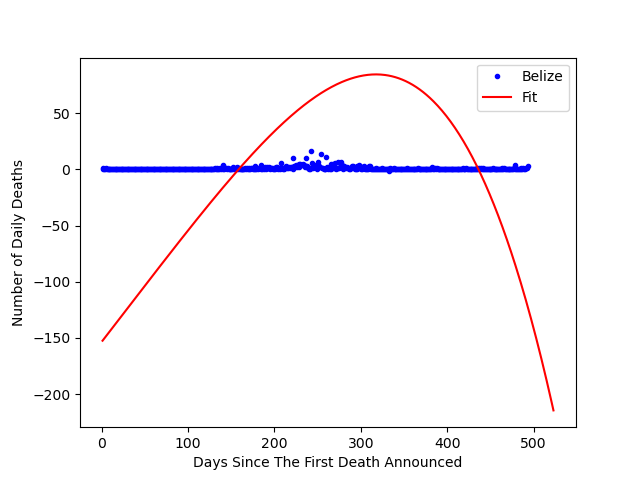 Belize
Fit
50
0
−50
−100
−150
−200
Number of Daily Deaths
0 100 200 300 400 500
Days Since The First Death Announced